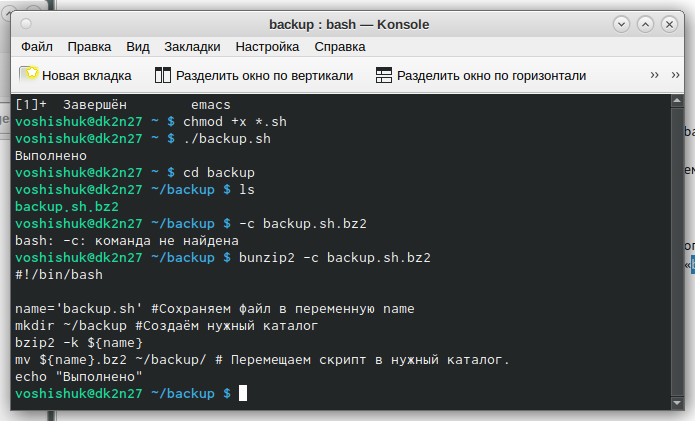 backup : bash — Konsole
Файл Правка Вид Закладки Настройка Справка
Новая вкладка Разделить окно по вертикали Разделить окно по горизонтали ›› ››
[1]+ Завершён emacs
voshishuk@dk2n27 ~ $ chmod +x *.sh
voshishuk@dk2n27 ~ $ ./backup.sh
Выполнено
voshishuk@dk2n27 ~ $ cd backup
voshishuk@dk2n27 ~/backup $ ls
backup.sh.bz2
voshishuk@dk2n27 ~/backup $ -c backup.sh.bz2
bash: -c: команда не найдена
voshishuk@dk2n27 ~/backup $ bunzip2 -c backup.sh.bz2
#!/bin/bash
name='backup.sh' #Сохраняем файл в переменную name
mkdir ~/backup #Создаём нужный каталог
bzip2 -k ${name}
mv ${name}.bz2 ~/backup/ # Перемещаем скрипт в нужный каталог.
echo "Выполнено"
voshishuk@dk2n27 ~/backup $